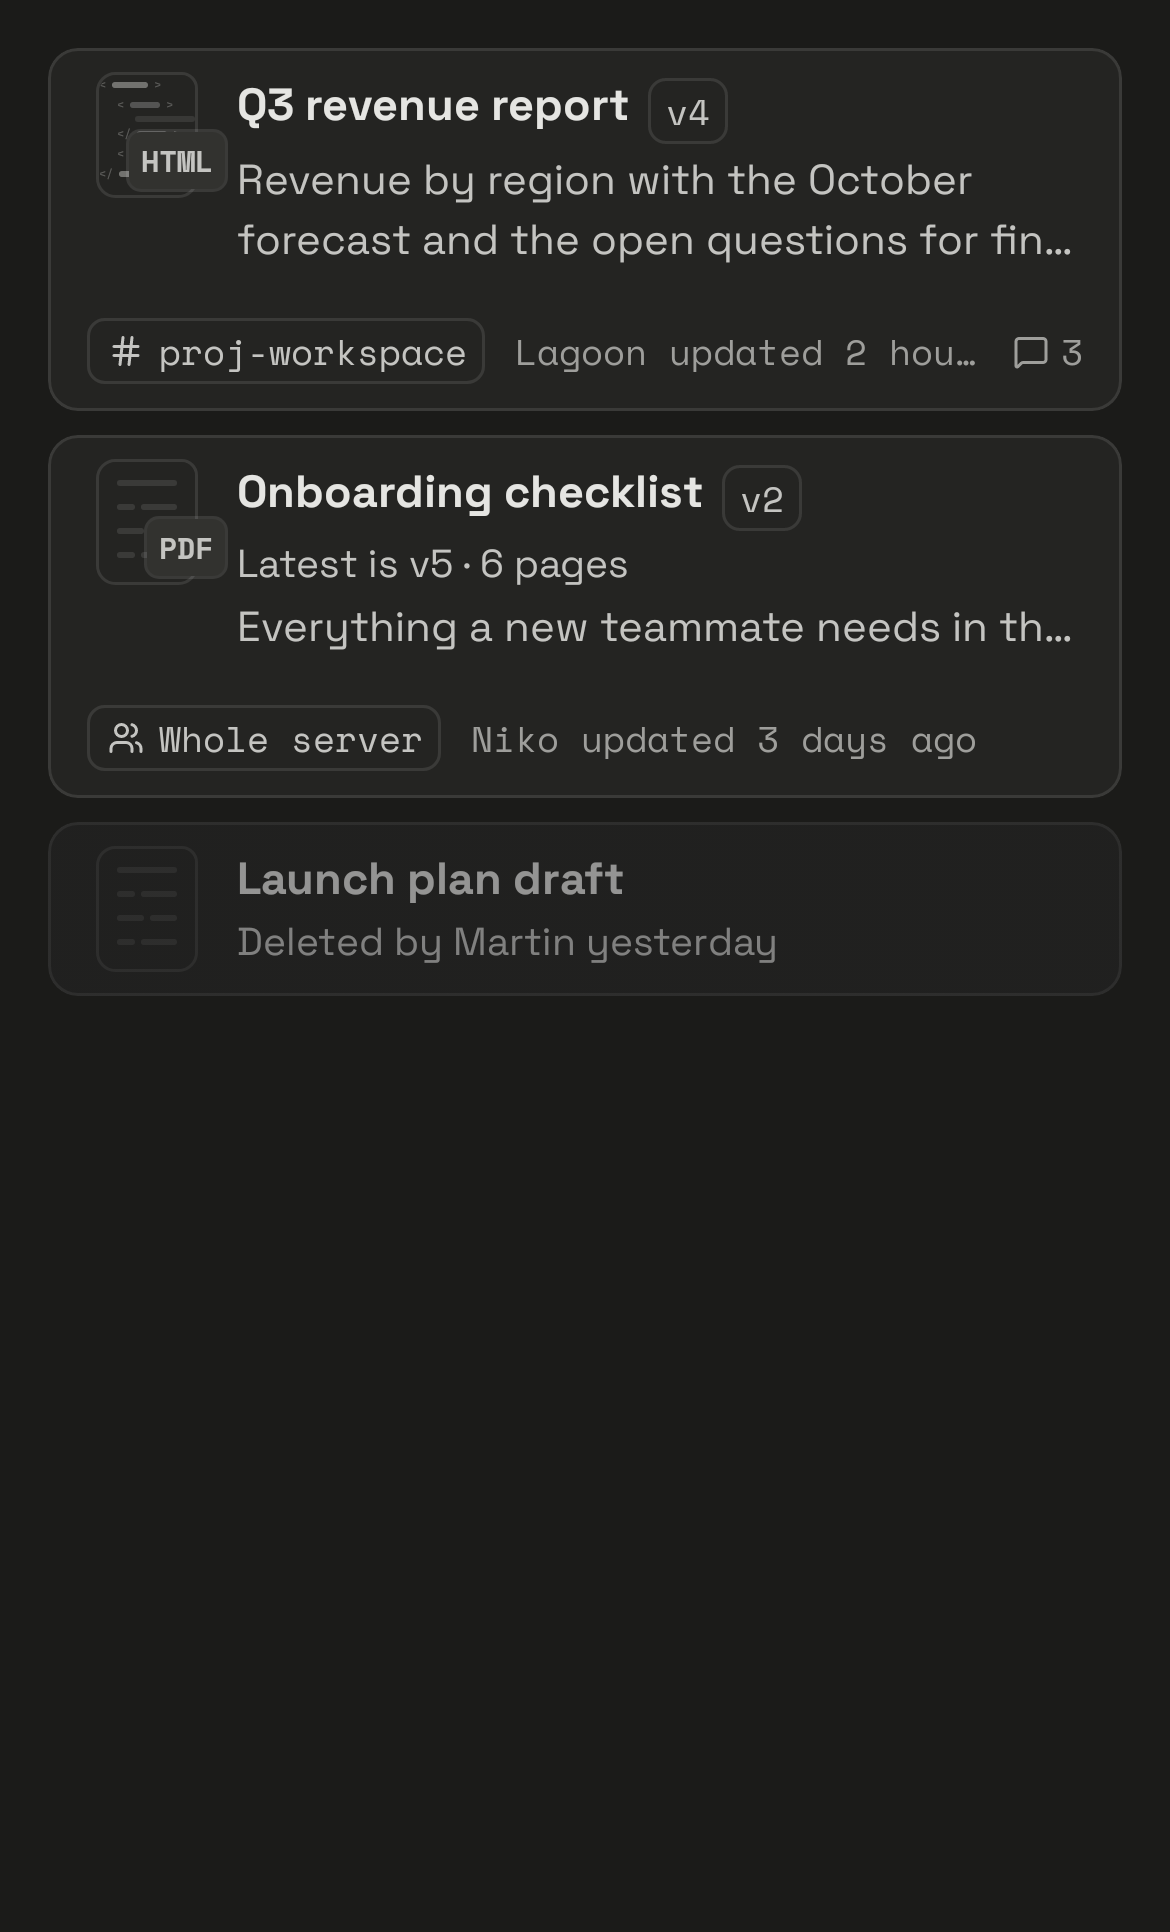 Q3 revenue report v4
HTML
Revenue by region with the October
forecast and the open questions for fin…
# proj-workspace Lagoon updated 2 hou… 3
Onboarding checklist v2
PDF
Latest is v5 · 6 pages
Everything a new teammate needs in th…
Whole server Niko updated 3 days ago
Launch plan draft
Deleted by Martin yesterday